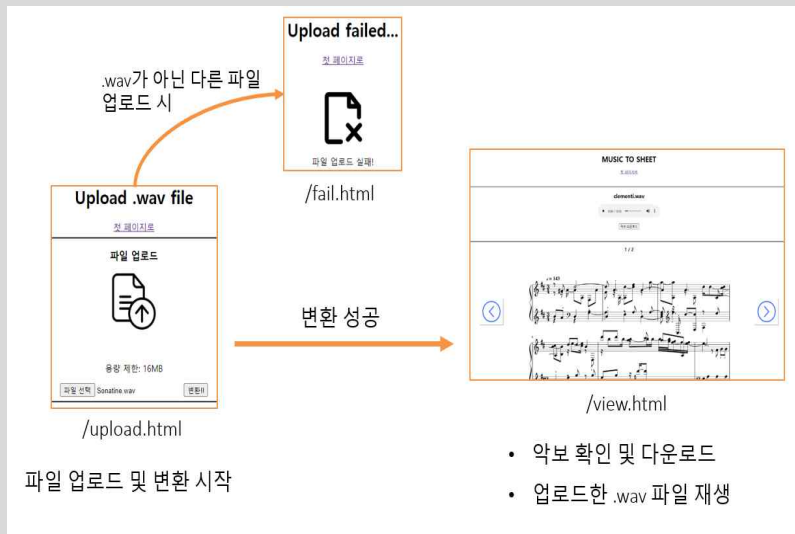 Upload failed...
첫 페이지로
파일 업로드 실패!
/fail.html
.wav가 아닌 다른 파일
업로드 시
Upload .wav file
첫 페이지로
파일 업로드
용량 제한: 16MB
파일 선택 Sonatine.wav
변환!!
/upload.html
파일 업로드 및 변환 시작
변환 성공
MUSIC TO SHEET
clementi.wav
1 / 3
/view.html
• 악보 확인 및 다운로드
• 업로드한 .wav 파일 재생